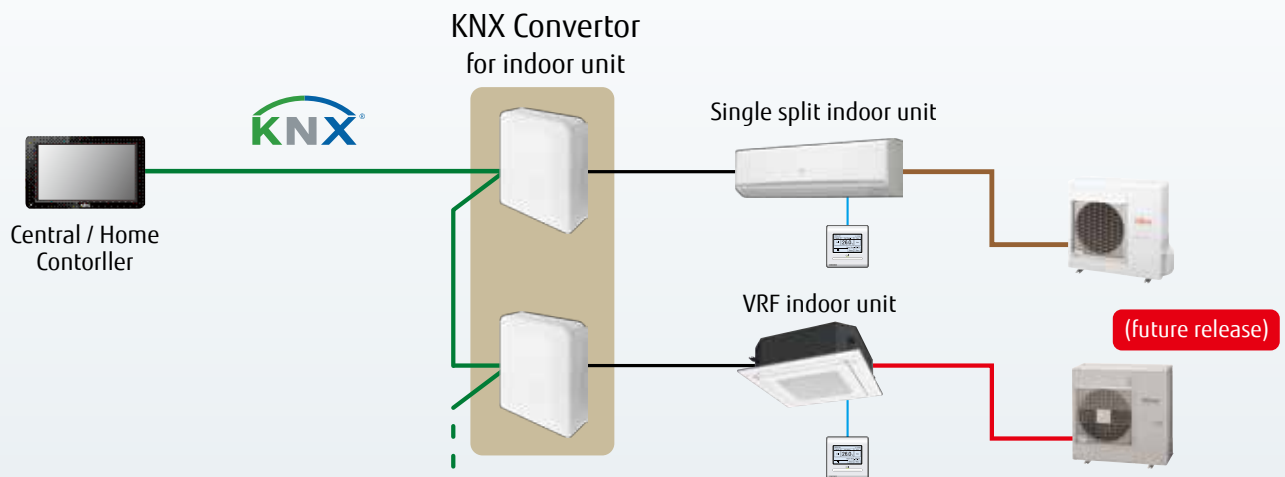 KNX Convertor
for indoor unit
KNX®
Single split indoor unit
Central / Home
Contorller
VRF indoor unit
(future release)